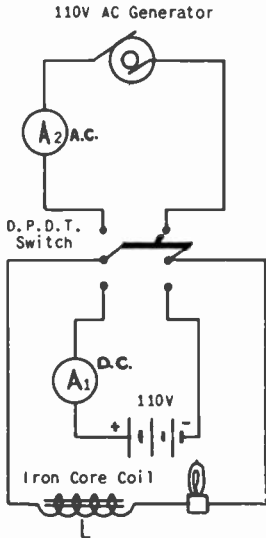 110V AC Generator
A2 A.C.
D.P.D.T.
Switch
D.C.
A1
110V
+ -
Iron Core Coil
L